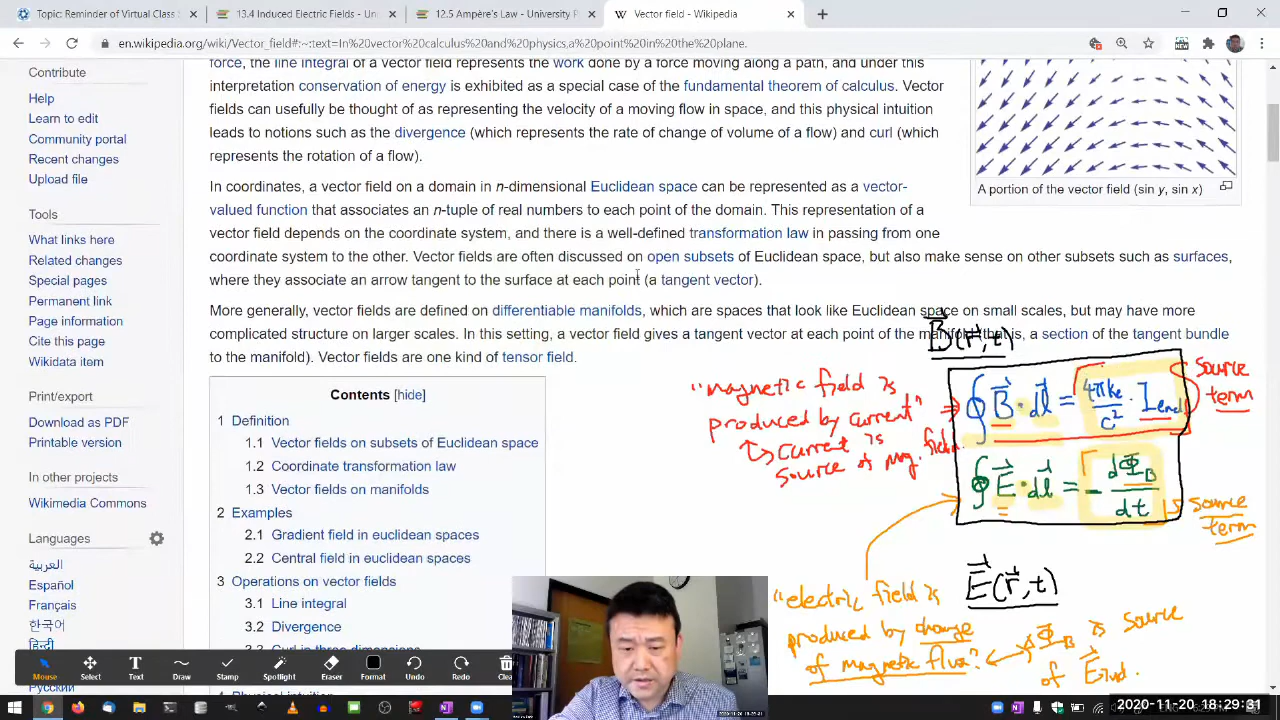 Topic: Reminder of Virtual Class
13.4 Induced Electric Fields - Un
12.5 Ampère's Law - University P
Vector field - Wikipedia
en.wikipedia.org/wiki/Vector_field#:~:text=In%20vector%20calculus%20and%20physics,a%20point%20in%20the%20plane.
NEW
Contribute
Help
Learn to edit
Community portal
Recent changes
Upload file
Tools
What links here
Related changes
Special pages
Permanent link
Page information
Cite this page
Wikidata item
Print/export
Download as PDF
Printable version
In other projects
Wikimedia Commons
Languages
العربية
Español
Français
한국어
हिन्दी
Русский
force, the line integral of a vector field represents the work done by a force moving along a path, and under this
interpretation conservation of energy is exhibited as a special case of the fundamental theorem of calculus. Vector
fields can usefully be thought of as representing the velocity of a moving flow in space, and this physical intuition
leads to notions such as the divergence (which represents the rate of change of volume of a flow) and curl (which
represents the rotation of a flow).
In coordinates, a vector field on a domain in n-dimensional Euclidean space can be represented as a vector-
valued function that associates an n-tuple of real numbers to each point of the domain. This representation of a
vector field depends on the coordinate system, and there is a well-defined transformation law in passing from one
coordinate system to the other. Vector fields are often discussed on open subsets of Euclidean space, but also make sense on other subsets such as surfaces,
where they associate an arrow tangent to the surface at each point (a tangent vector).
More generally, vector fields are defined on differentiable manifolds, which are spaces that look like Euclidean space on small scales, but may have more
complicated structure on larger scales. In this setting, a vector field gives a tangent vector at each point of the manifold (that is, a section of the tangent bundle
to the manifold). Vector fields are one kind of tensor field.
A portion of the vector field (sin y, sin x)
Contents [hide]
1 Definition
1.1 Vector fields on subsets of Euclidean space
1.2 Coordinate transformation law
1.3 Vector fields on manifolds
2 Examples
2.1 Gradient field in euclidean spaces
2.2 Central field in euclidean spaces
3 Operations on vector fields
3.1 Line integral
3.2 Divergence
3.3 Curl in three dimensions
B⃗(r⃗,t)
"magnetic field is
produced by current"
↳ current is
source of mag. field.
∮ B⃗ · dl⃗ = 4πkₑ/c² · I_encl
source
term
∮ E⃗ · dl⃗ = - dΦ_B/dt
source
term
E⃗(r⃗,t)
"electric field is
produced by change
of magnetic flux."
Φ_B is source
of E⃗ind.
Mouse
Select
Text
Draw
Stamp
Spotlight
Eraser
Format
Undo
Redo
Clear
2020-11-20 18:29:31